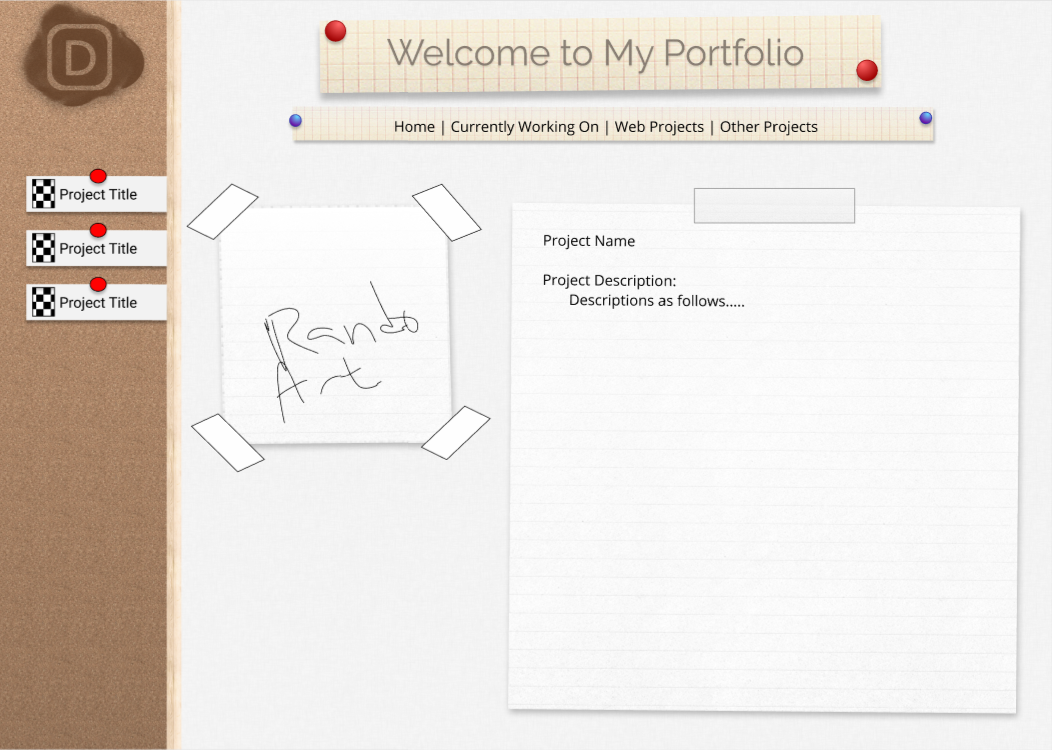 D
Welcome to My Portfolio
Home | Currently Working On | Web Projects | Other Projects
Project Title
Project Title
Project Title
Rando
Art
Project Name
Project Description:
Descriptions as follows.....